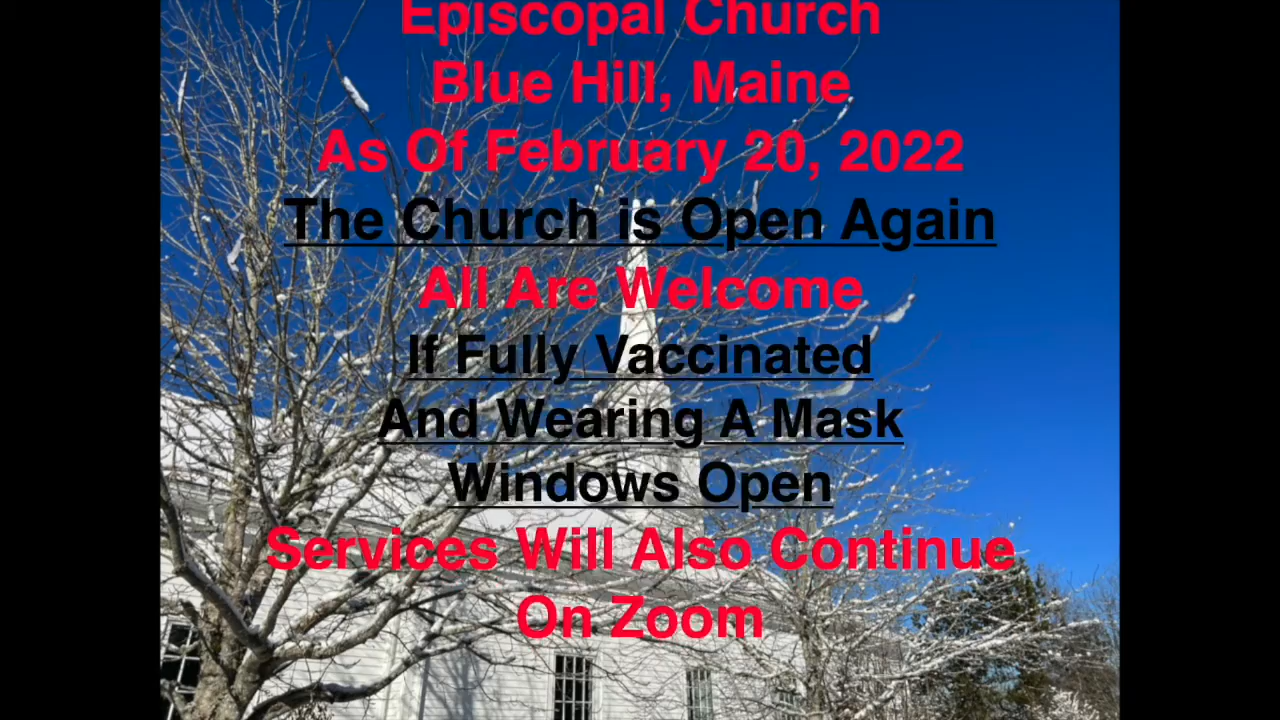 Episcopal Church
Blue Hill, Maine
As Of February 20, 2022
The Church is Open Again
All Are Welcome
If Fully Vaccinated
And Wearing A Mask
Windows Open
Services Will Also Continue
On Zoom